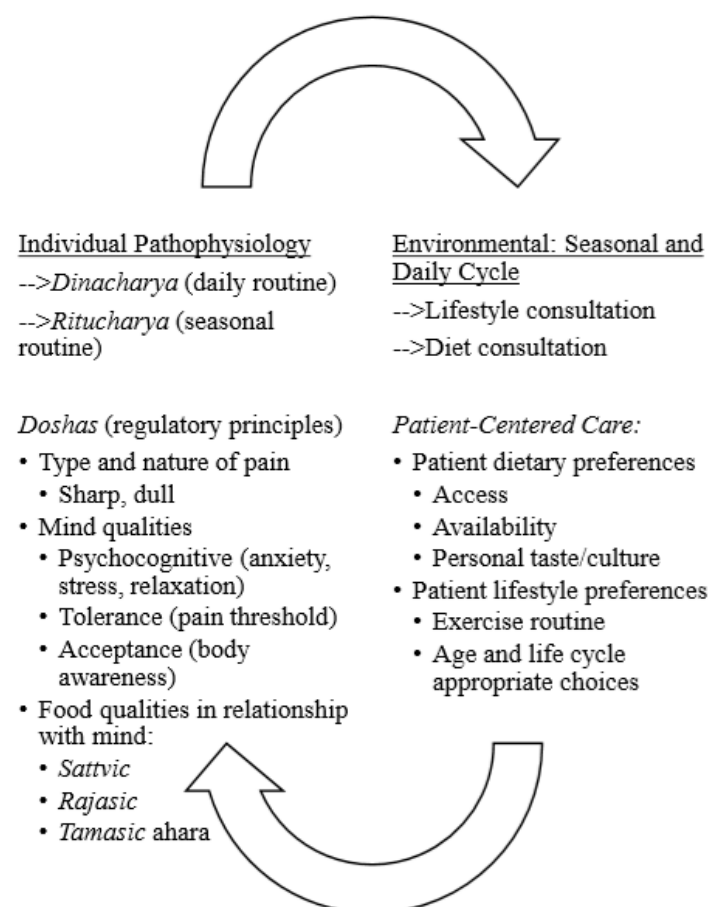 Individual Pathophysiology
-->Dinacharya (daily routine)
-->Ritucharya (seasonal
routine)
Doshas (regulatory principles)
• Type and nature of pain
• Sharp, dull
• Mind qualities
• Psychocognitive (anxiety,
stress, relaxation)
• Tolerance (pain threshold)
• Acceptance (body
awareness)
• Food qualities in relationship
with mind:
• Sattvic
• Rajasic
• Tamasic ahara
Environmental: Seasonal and
Daily Cycle
-->Lifestyle consultation
-->Diet consultation
Patient-Centered Care:
• Patient dietary preferences
• Access
• Availability
• Personal taste/culture
• Patient lifestyle preferences
• Exercise routine
• Age and life cycle
appropriate choices